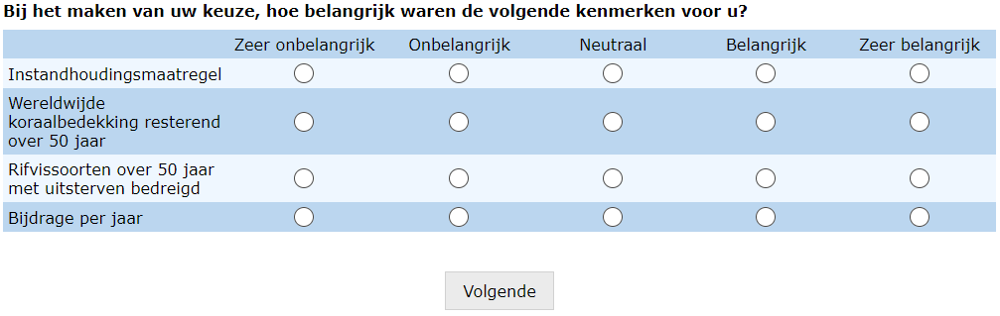 Bij het maken van uw keuze, hoe belangrijk waren de volgende kenmerken voor u?
Zeer onbelangrijk Onbelangrijk Neutraal Belangrijk Zeer belangrijk
Instandhoudingsmaatregel
Wereldwijde
koraalbedekking resterend
over 50 jaar
Rifvissoorten over 50 jaar
met uitsterven bedreigd
Bijdrage per jaar
Volgende